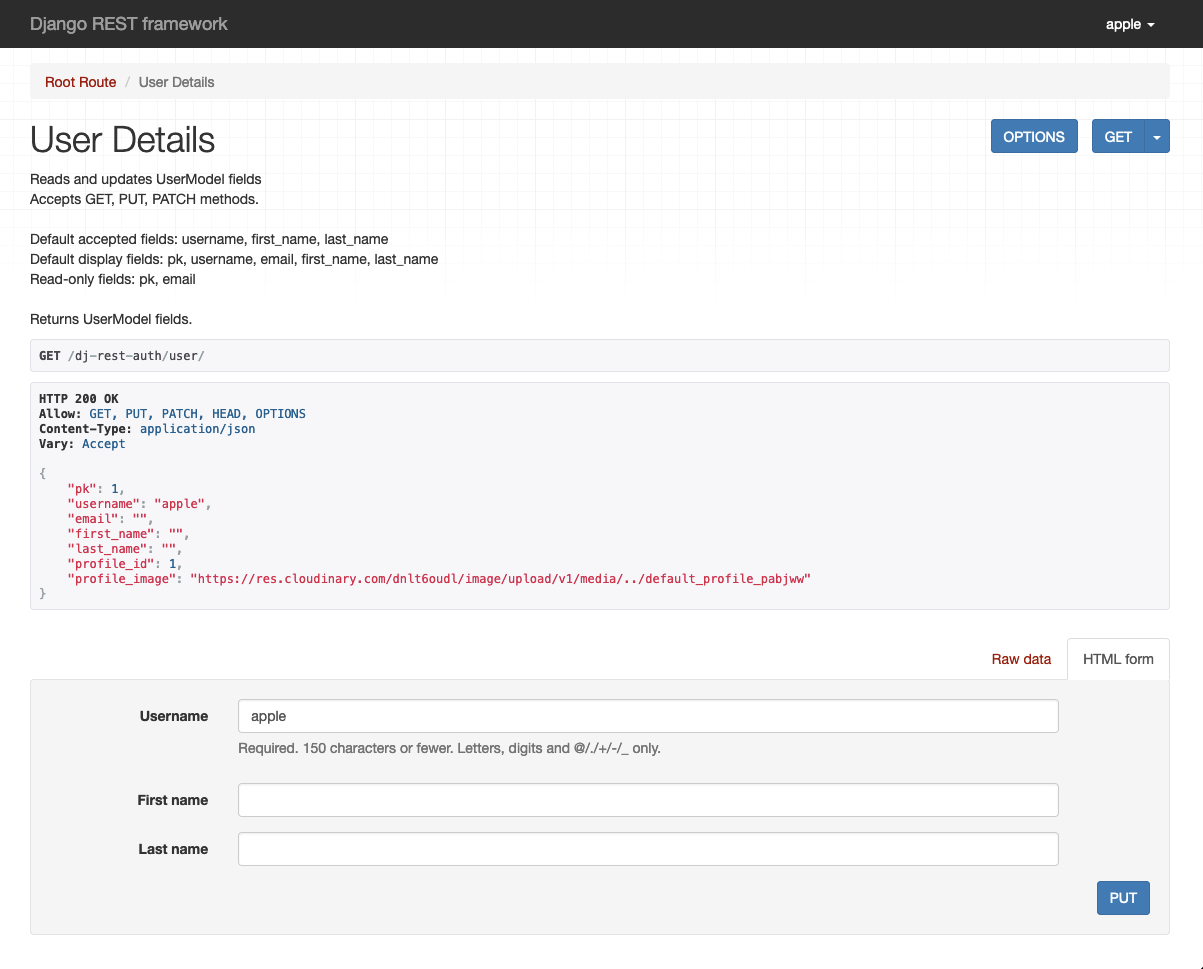 Django REST framework
apple
Root Route / User Details
User Details
OPTIONS
GET
Reads and updates UserModel fields
Accepts GET, PUT, PATCH methods.
Default accepted fields: username, first_name, last_name
Default display fields: pk, username, email, first_name, last_name
Read-only fields: pk, email
Returns UserModel fields.
GET /dj-rest-auth/user/
HTTP 200 OK
Allow: GET, PUT, PATCH, HEAD, OPTIONS
Content-Type: application/json
Vary: Accept
{
    "pk": 1,
    "username": "apple",
    "email": "",
    "first_name": "",
    "last_name": "",
    "profile_id": 1,
    "profile_image": "https://res.cloudinary.com/dnlt6oudl/image/upload/v1/media/../default_profile_pabjww"
}
Raw data
HTML form
Username
apple
Required. 150 characters or fewer. Letters, digits and @/./+/-/_ only.
First name
Last name
PUT